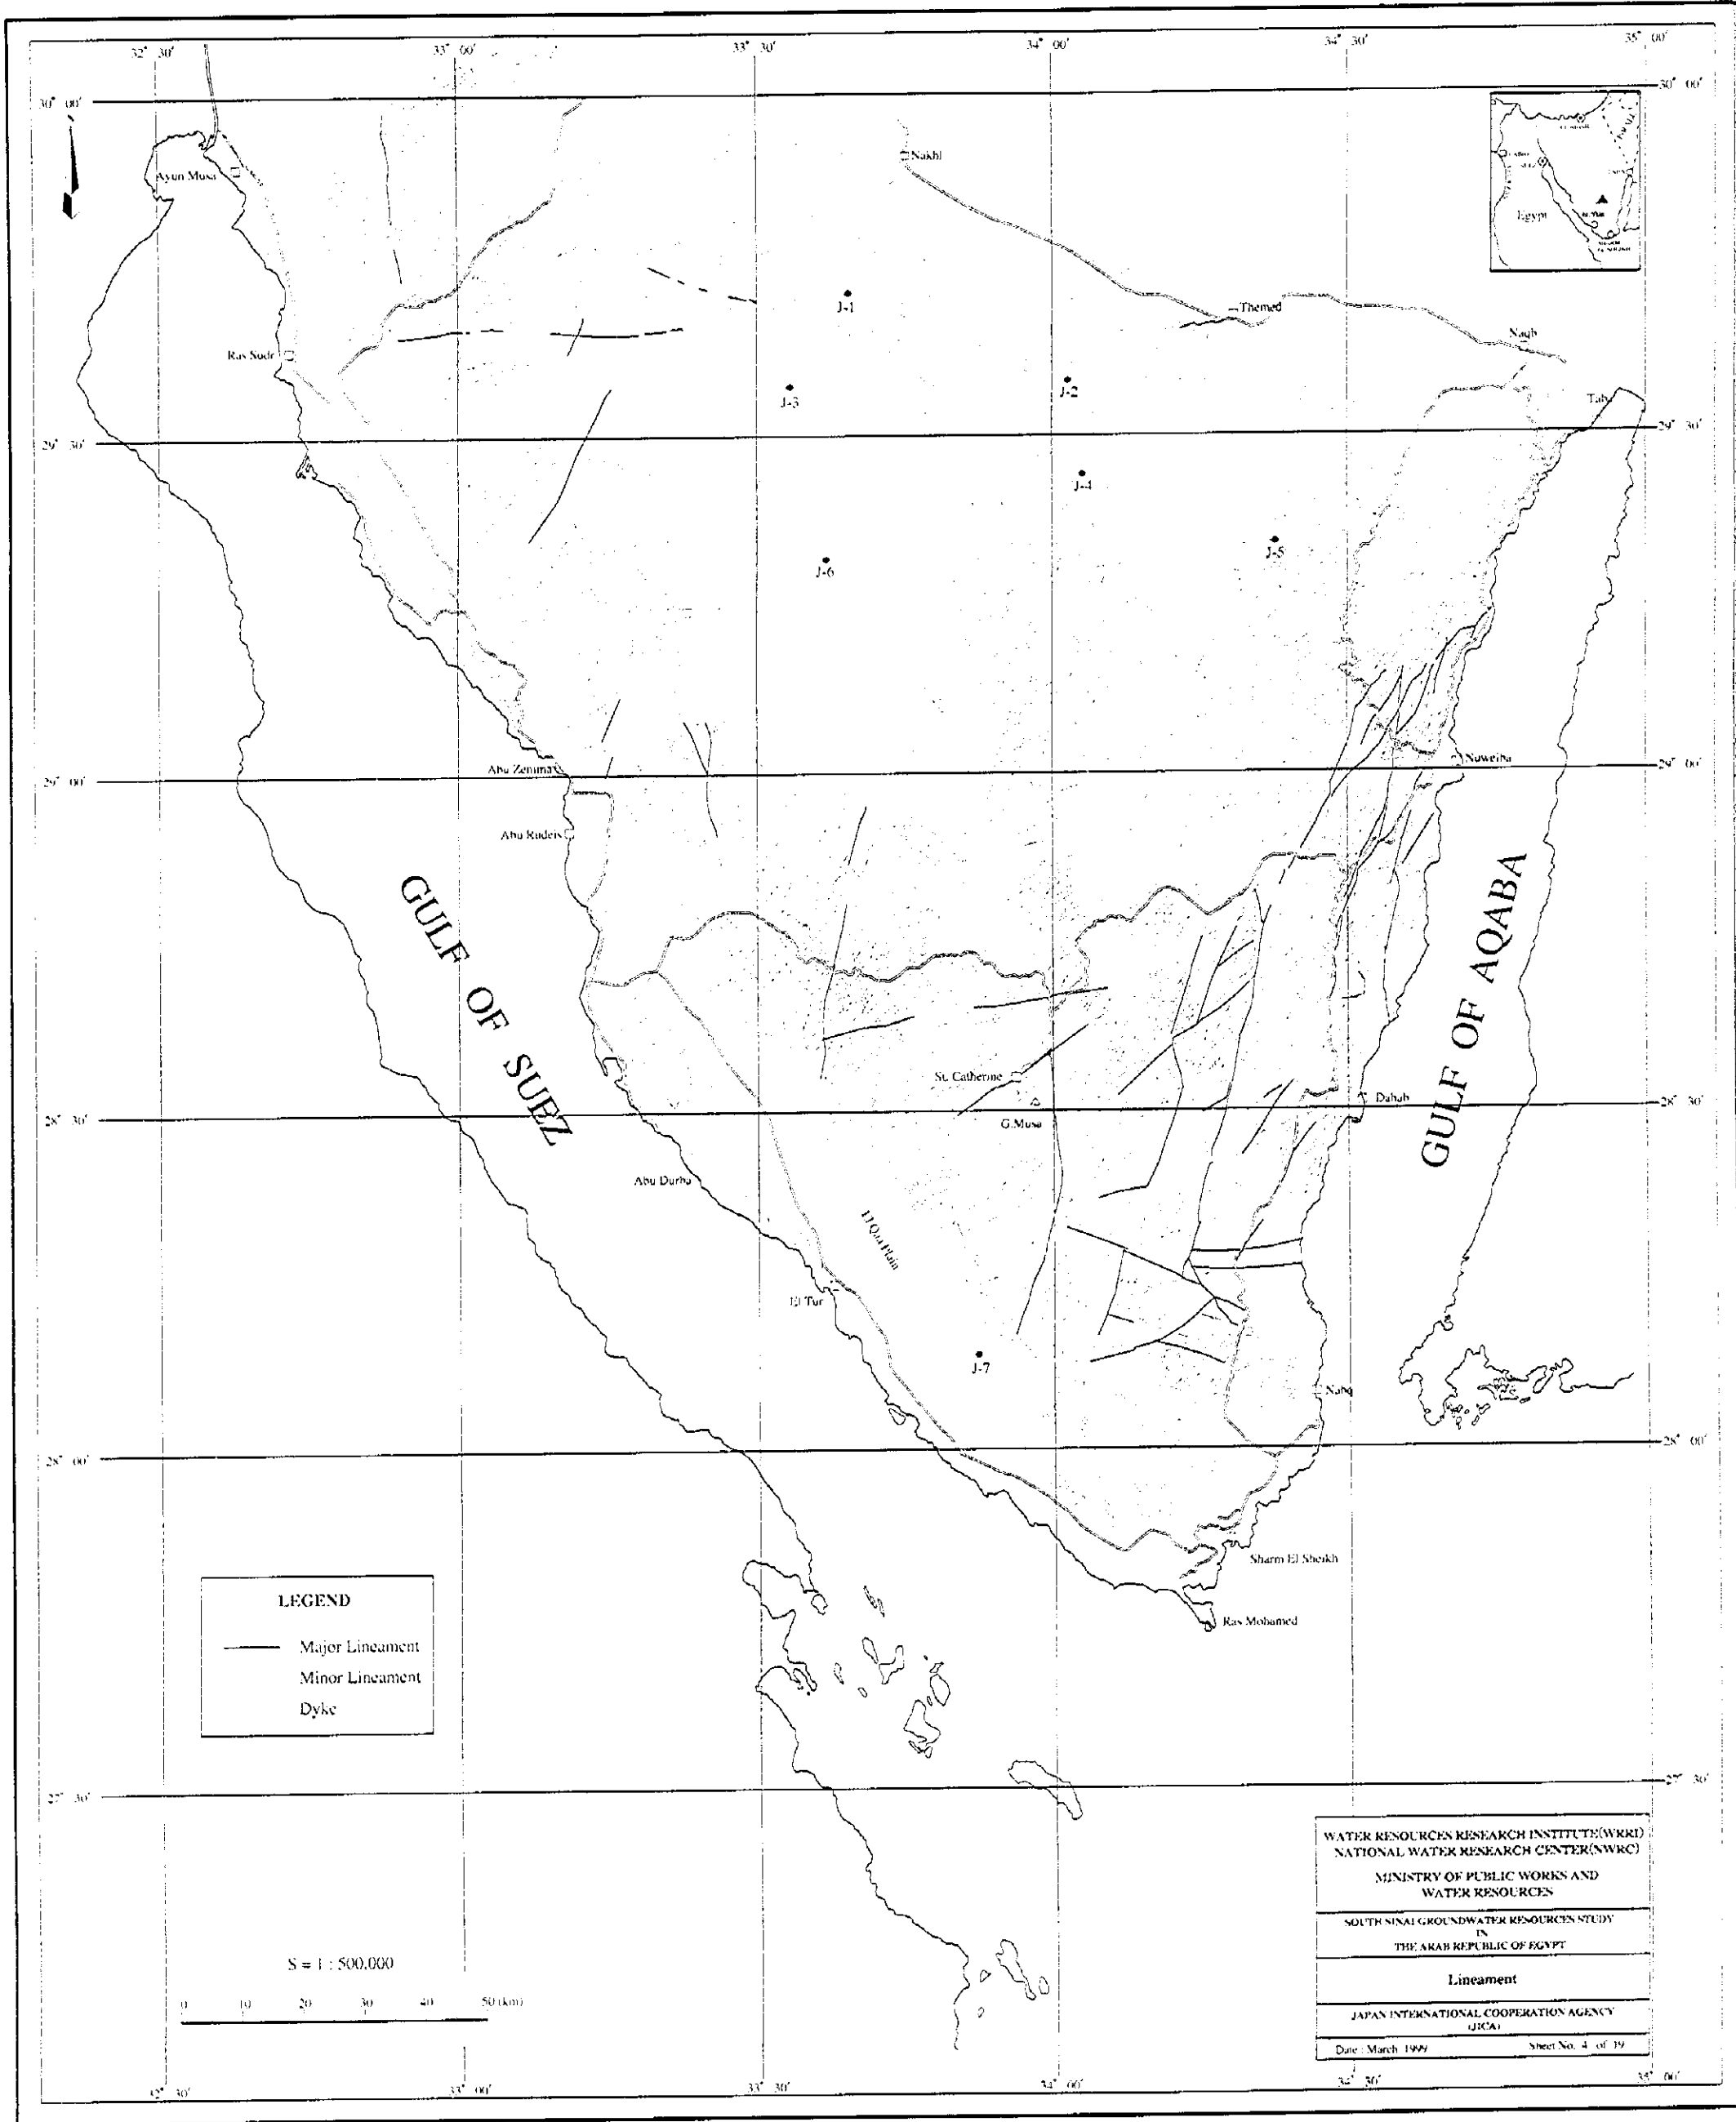 32° 30'
33° 00'
33° 30'
34° 00'
34° 30'
35° 00'
30° 00'
30° 00'
Nakhl
Ayun Musa
Egypt
J-1
Themed
Naqb
Ras Sudr
J-3
J-2
Tab
29° 30'
29° 30'
J-4
J-5
J-6
Abu Zenima
Nuweiba
29° 00'
29° 00'
Abu Rudeis
GULF OF SUEZ
GULF OF AQABA
St. Catherine
Dahab
28° 30'
28° 30'
G.Musa
Abu Durba
El Qaa Plain
El Tur
J-7
Nabq
28° 00'
28° 00'
Sharm El Sheikh
Ras Mohamed
LEGEND
Major Lineament
Minor Lineament
Dyke
27° 30'
27° 30'
WATER RESOURCES RESEARCH INSTITUTE(WRRI)
NATIONAL WATER RESEARCH CENTER(NWRC)
MINISTRY OF PUBLIC WORKS AND
WATER RESOURCES
SOUTH SINAI GROUNDWATER RESOURCES STUDY
IN
THE ARAB REPUBLIC OF EGYPT
Lineament
JAPAN INTERNATIONAL COOPERATION AGENCY
(JICA)
Date : March 1999 Sheet No. 4 of 19
S = 1 : 500,000
0 10 20 30 40 50 (km)
32° 30'
33° 00'
33° 30'
34° 00'
34° 30'
35° 00'